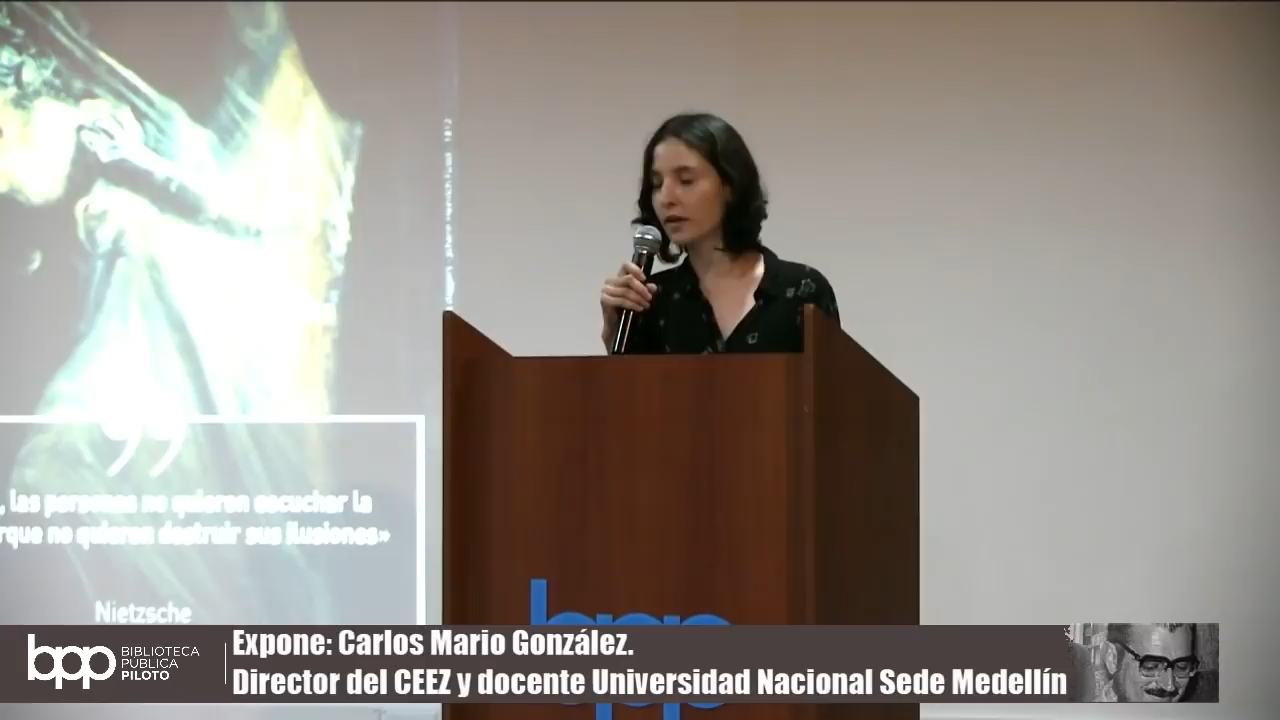 , las personas no quieren escuchar la
rque no quieren destruir sus ilusiones»
Nietzsche
bpp
bpp
BIBLIOTECA
PÚBLICA
PILOTO
Expone: Carlos Mario González.
Director del CEEZ y docente Universidad Nacional Sede Medellín